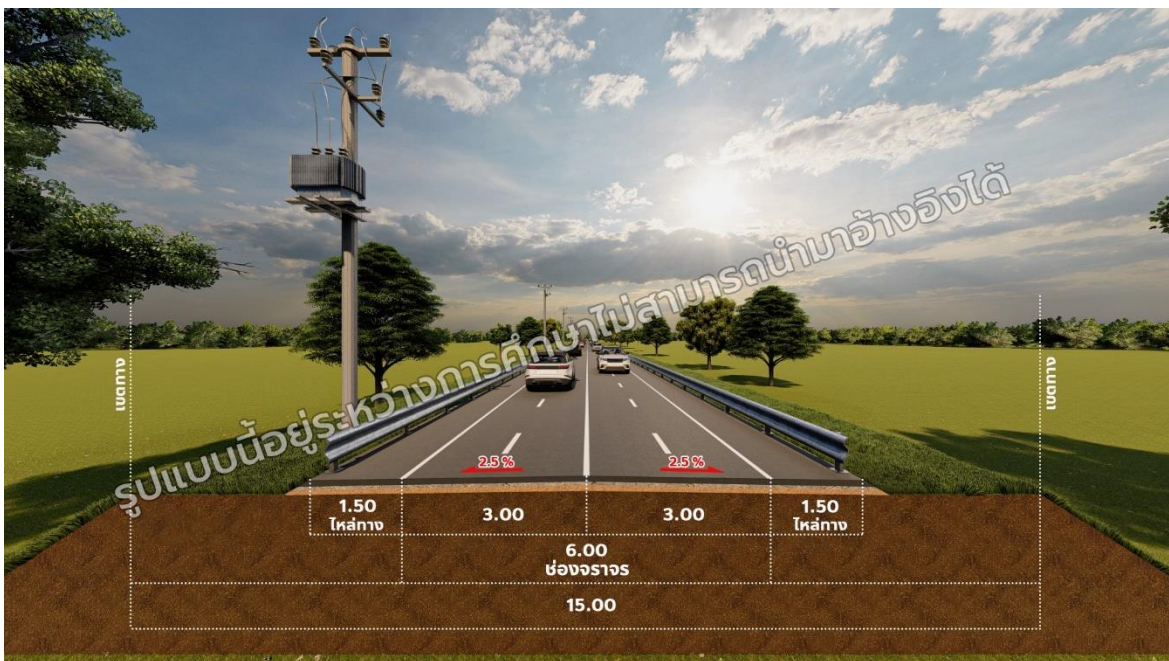 รูปแบบนี้อยู่ระหว่างการศึกษาไม่สามารถนำมาอ้างอิงได้
เขตทาง
เขตทาง
2.5 %
2.5 %
1.50
ไหล่ทาง
3.00
3.00
1.50
ไหล่ทาง
6.00
ช่องจราจร
15.00